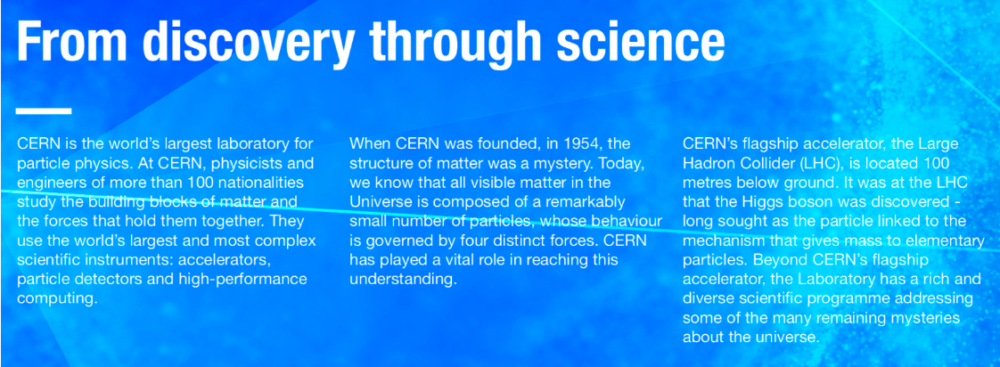 From discovery through science
CERN is the world's largest laboratory for
particle physics. At CERN, physicists and
engineers of more than 100 nationalities
study the building blocks of matter and
the forces that hold them together. They
use the world's largest and most complex
scientific instruments: accelerators,
particle detectors and high-performance
computing.
When CERN was founded, in 1954, the
structure of matter was a mystery. Today,
we know that all visible matter in the
Universe is composed of a remarkably
small number of particles, whose behaviour
is governed by four distinct forces. CERN
has played a vital role in reaching this
understanding.
CERN's flagship accelerator, the Large
Hadron Collider (LHC), is located 100
metres below ground. It was at the LHC
that the Higgs boson was discovered -
long sought as the particle linked to the
mechanism that gives mass to elementary
particles. Beyond CERN's flagship
accelerator, the Laboratory has a rich and
diverse scientific programme addressing
some of the many remaining mysteries
about the universe.